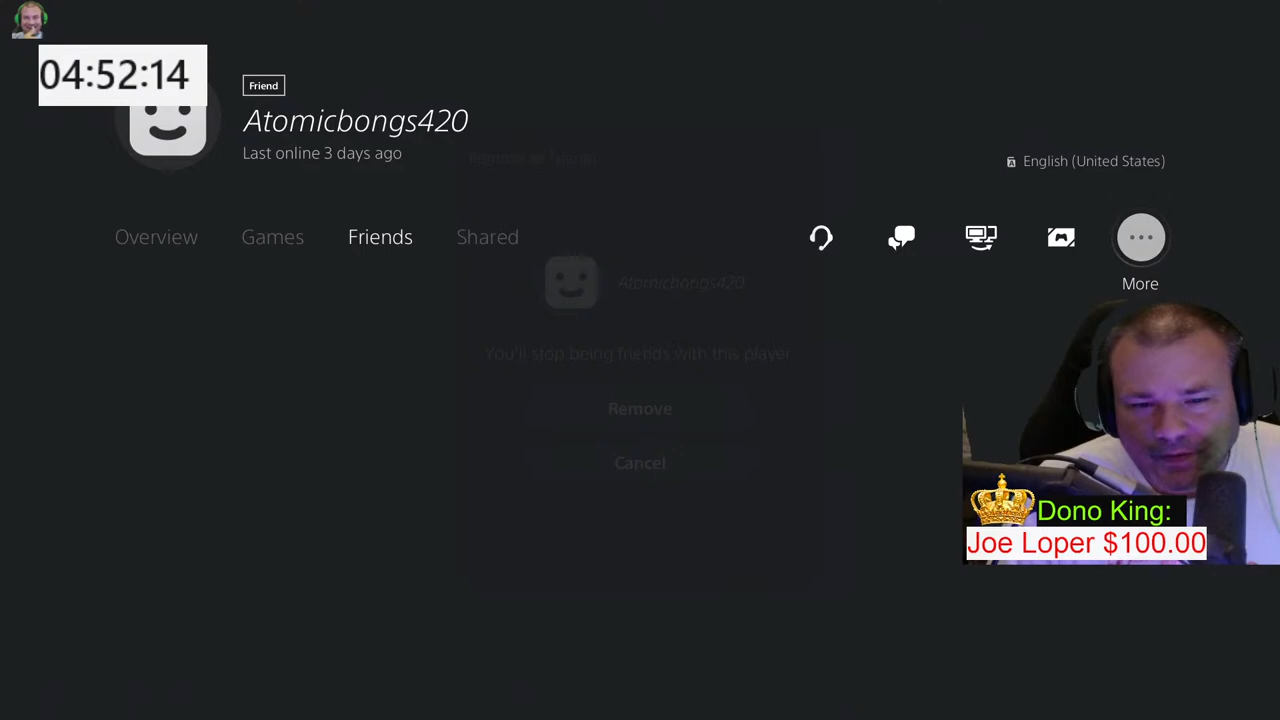 04:52:14
Friend
Atomicbongs420
Last online 3 days ago
English (United States)
Overview
Games
Friends
Shared
More
Atomicbongs420
You'll stop being friends with this player
Remove
Cancel
Dono King:
Joe Loper $100.00